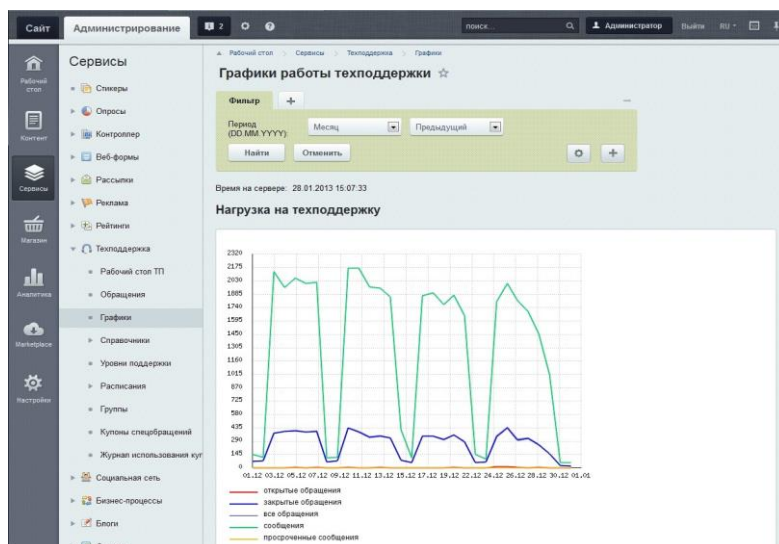 Сайт
Администрирование
2
поиск...
Администратор
Выйти
RU
Рабочий стол
Контент
Сервисы
Магазин
Аналитика
Marketplace
Настройки
Сервисы
Стикеры
Опросы
Контроллер
Веб-формы
Рассылки
Реклама
Рейтинги
Техподдержка
Рабочий стол ТП
Обращения
Графики
Справочники
Уровни поддержки
Расписания
Группы
Купоны спецобращений
Журнал использования куп
Социальная сеть
Бизнес-процессы
Блоги
Рабочий стол > Сервисы > Техподдержка > Графики
Графики работы техподдержки
Фильтр
Период
(DD.MM.YYYY):
Месяц
Предыдущий
Найти
Отменить
Время на сервере: 28.01.2013 15:07:33
Нагрузка на техподдержку
2320
2175
2030
1885
1740
1595
1450
1305
1160
1015
870
725
580
435
290
145
0
01.12 03.12 05.12 07.12 09.12 11.12 13.12 15.12 17.12 19.12 22.12 24.12 26.12 28.12 30.12 01.01
открытые обращения
закрытые обращения
все обращения
сообщения
просроченные сообщения